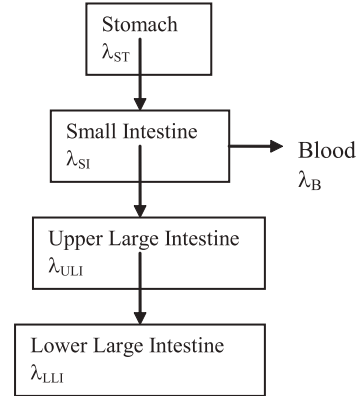 Stomach
λST
Small Intestine
λSI
Blood
λB
Upper Large Intestine
λULI
Lower Large Intestine
λLLI